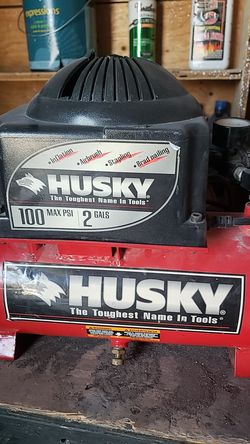 expressions
• Inflation • Airbrush • Stapling • Brad nailing
HUSKY
The Toughest Name In Tools®
100 MAX PSI 2 GALS
HUSKY®
The Toughest Name In Tools®